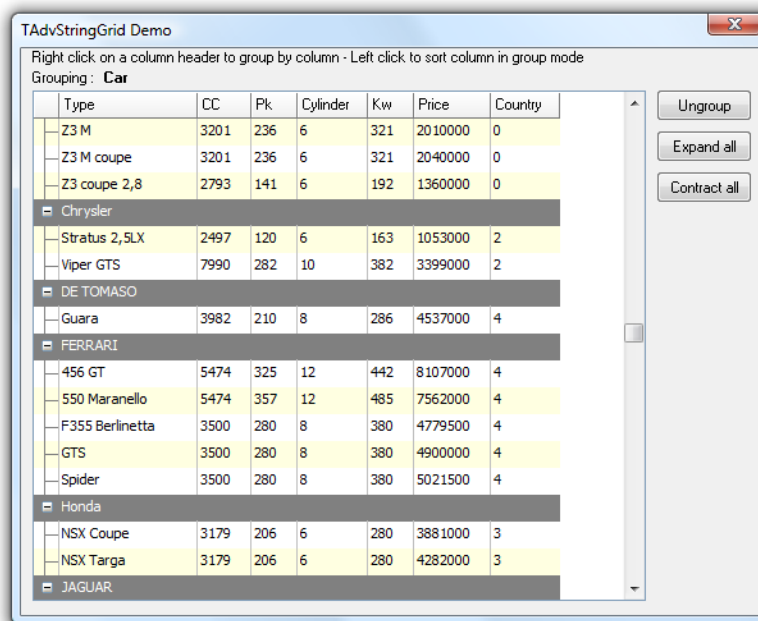 TAdvStringGrid Demo
Right click on a column header to group by column - Left click to sort column in group mode
Grouping : Car
Type CC Pk Cylinder Kw Price Country
Z3 M 3201 236 6 321 2010000 0
Z3 M coupe 3201 236 6 321 2040000 0
Z3 coupe 2,8 2793 141 6 192 1360000 0
Chrysler
Stratus 2,5LX 2497 120 6 163 1053000 2
Viper GTS 7990 282 10 382 3399000 2
DE TOMASO
Guara 3982 210 8 286 4537000 4
FERRARI
456 GT 5474 325 12 442 8107000 4
550 Maranello 5474 357 12 485 7562000 4
F355 Berlinetta 3500 280 8 380 4779500 4
GTS 3500 280 8 380 4900000 4
Spider 3500 280 8 380 5021500 4
Honda
NSX Coupe 3179 206 6 280 3881000 3
NSX Targa 3179 206 6 280 4282000 3
JAGUAR
Ungroup
Expand all
Contract all